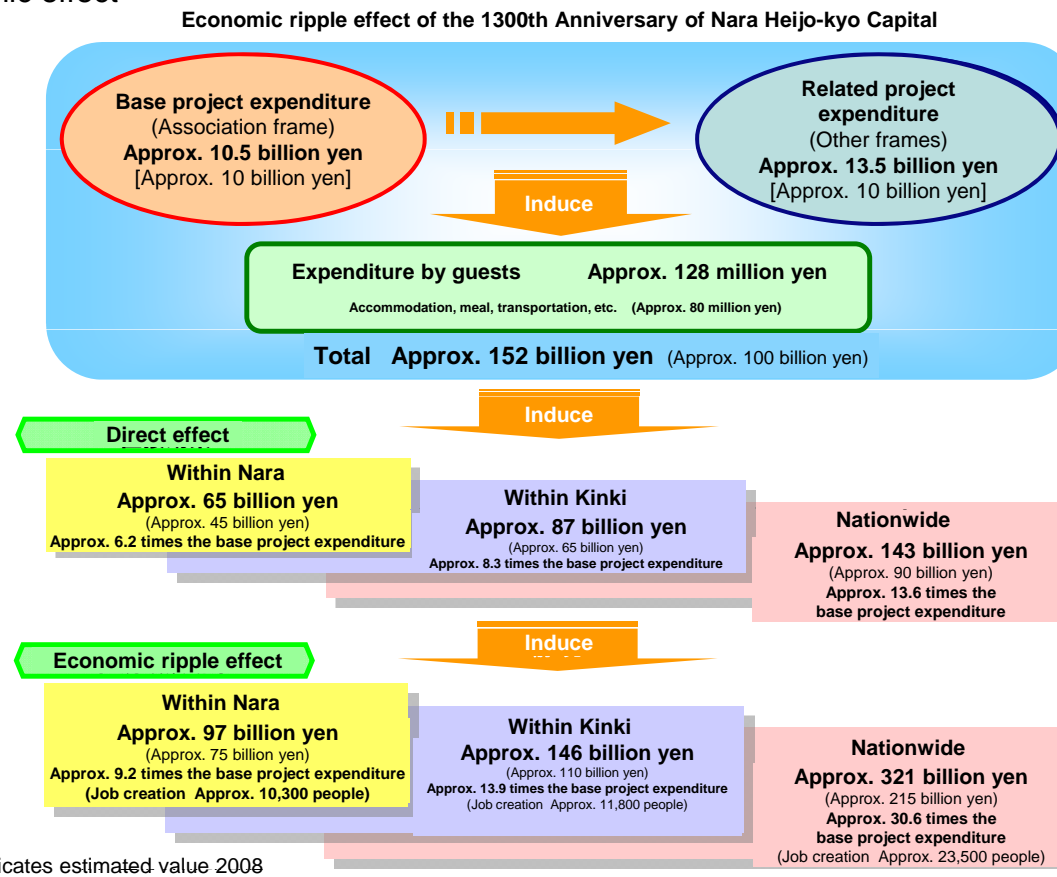 Economic ripple effect of the 1300th Anniversary of Nara Heijo-kyo Capital
Base project expenditure
(Association frame)
Approx. 10.5 billion yen
[Approx. 10 billion yen]
Related project
expenditure
(Other frames)
Approx. 13.5 billion yen
[Approx. 10 billion yen]
Induce
Expenditure by guests Approx. 128 million yen
Accommodation, meal, transportation, etc. (Approx. 80 million yen)
Total Approx. 152 billion yen (Approx. 100 billion yen)
Induce
Direct effect
Within Nara
Approx. 65 billion yen
(Approx. 45 billion yen)
Approx. 6.2 times the base project expenditure
Within Kinki
Approx. 87 billion yen
(Approx. 65 billion yen)
Approx. 8.3 times the base project expenditure
Nationwide
Approx. 143 billion yen
(Approx. 90 billion yen)
Approx. 13.6 times the
base project expenditure
Induce
Economic ripple effect
Within Nara
Approx. 97 billion yen
(Approx. 75 billion yen)
Approx. 9.2 times the base project expenditure
(Job creation Approx. 10,300 people)
Within Kinki
Approx. 146 billion yen
(Approx. 110 billion yen)
Approx. 13.9 times the base project expenditure
(Job creation Approx. 11,800 people)
Nationwide
Approx. 321 billion yen
(Approx. 215 billion yen)
Approx. 30.6 times the
base project expenditure
(Job creation Approx. 23,500 people)
estimated value 2008